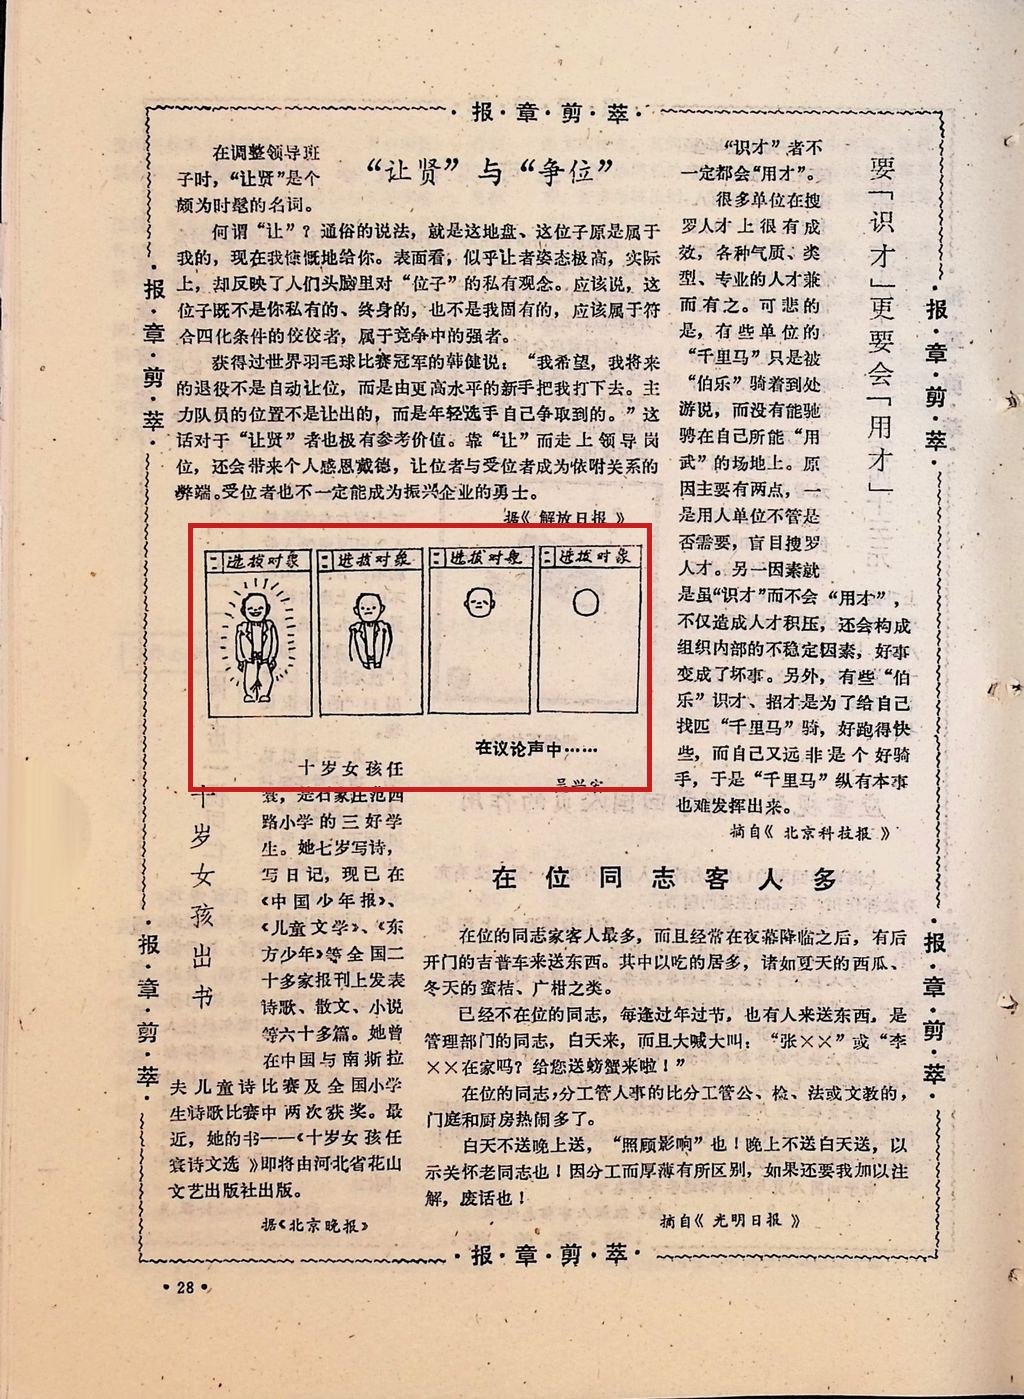 ·报·章·剪·萃·
·报·章·剪·萃·
·报·章·剪·萃·
“让贤”与“争位”
在调整领导班
子时，“让贤”是个
颇为时髦的名词。
何谓“让”？通俗的说法，就是这地盘、这位子原是属于
我的，现在我慷慨地给你。表面看，似乎让者姿态极高，实际
上，却反映了人们头脑里对“位子”的私有观念。应该说，这
位子既不是你私有的、终身的，也不是我固有的，应该属于符
合四化条件的佼佼者，属于竞争中的强者。
获得过世界羽毛球比赛冠军的韩健说：“我希望，我将来
的退役不是自动让位，而是由更高水平的新手把我打下去。主
力队员的位置不是让出的，而是年轻选手自己争取到的。”这
话对于“让贤”者也极有参考价值。靠“让”而走上领导岗
位，还会带来个人感恩戴德，让位者与受位者成为依咐关系的
弊端。受位者也不一定能成为振兴企业的勇士。
据《解放日报》
选拔对象
选拔对象
选拔对象
选拔对象
在议论声中……
要「识才」更要会「用才」
“识才”者不
一定都会“用才”。
很多单位在搜
罗人才上很有成
效，各种气质、类
型、专业的人才兼
而有之。可悲的
是，有些单位的
“千里马”只是被
“伯乐”骑着到处
游说，而没有能驰
骋在自己所能“用
武”的场地上。原
因主要有两点，一
是用人单位不管是
否需要，盲目搜罗
人才。另一因素就
是虽“识才”而不会“用才”，
不仅造成人才积压，还会构成
组织内部的不稳定因素，好事
变成了坏事。另外，有些“伯
乐”识才、招才是为了给自己
找匹“千里马”骑，好跑得快
些，而自己又远非是个好骑
手，于是“千里马”纵有本事
也难发挥出来。
摘自《北京科技报》
十岁女孩出书
十岁女孩任
寰，是石家庄范西
路小学的三好学
生。她七岁写诗，
写日记，现已在
《中国少年报》、
《儿童文学》、《东
方少年》等全国二
十多家报刊上发表
诗歌、散文、小说
等六十多篇。她曾
在中国与南斯拉
夫儿童诗比赛及全国小学
生诗歌比赛中两次获奖。最
近，她的书——《十岁女孩任
寰诗文选》即将由河北省花山
文艺出版社出版。
据《北京晚报》
在位同志客人多
在位的同志家客人最多，而且经常在夜幕降临之后，有后
开门的吉普车来送东西。其中以吃的居多，诸如夏天的西瓜、
冬天的蜜桔、广柑之类。
已经不在位的同志，每逢过年过节，也有人来送东西，是
管理部门的同志，白天来，而且大喊大叫：“张××”或“李
××在家吗？给您送螃蟹来啦！”
在位的同志，分工管人事的比分工管公、检、法或文教的，
门庭和厨房热闹多了。
白天不送晚上送，“照顾影响”也！晚上不送白天送，以
示关怀老同志也！因分工而厚薄有所区别，如果还要我加以注
解，废话也！
摘自《光明日报》
·报·章·剪·萃·
·报·章·剪·萃·
·报·章·剪·萃·
·28·